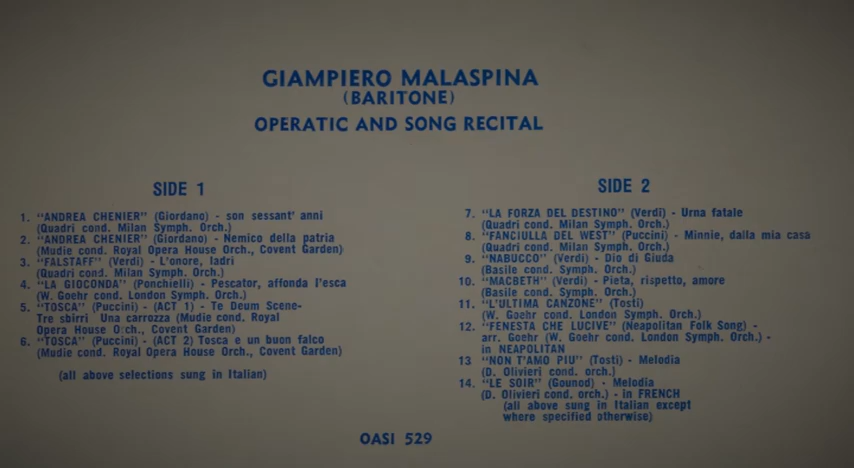 GIAMPIERO MALASPINA
(BARITONE)
OPERATIC AND SONG RECITAL
SIDE 1
1. "ANDREA CHENIER" (Giordano) - son sessant' anni
(Quadri cond. Milan Symph. Orch.)
2. "ANDREA CHENIER" (Giordano) - Nemico della patria
(Mudie cond. Royal Opera House Orch., Covent Garden)
3. "FALSTAFF" (Verdi) - L'onore, ladri
(Quadri cond. Milan Symph. Orch.)
4. "LA GIOCONDA" (Ponchielli) - Pescator, affonda l'esca
(W. Goehr cond. London Symph. Orch.)
5. "TOSCA" (Puccini) - (ACT 1) - Te Deum Scene-
Tre sbirri Una carrozza (Mudie cond. Royal
Opera House Orch., Covent Garden)
6. "TOSCA" (Puccini) - (ACT 2) Tosca e un buon falco
(Mudie cond. Royal Opera House Orch., Covent Garden)
(all above selections sung in Italian)
SIDE 2
7. "LA FORZA DEL DESTINO" (Verdi) - Urna fatale
(Quadri cond. Milan Symph. Orch.)
8. "FANCIULLA DEL WEST" (Puccini) - Minnie, dalla mia casa
(Quadri cond. Milan Symph. Orch.)
9. "NABUCCO" (Verdi) - Dio di Giuda
(Basile cond. Symph. Orch.)
10. "MACBETH" (Verdi) - Pieta, rispetto, amore
(Basile cond. Symph. Orch.)
11. "L'ULTIMA CANZONE" (Tosti)
(W. Goehr cond. London Symph. Orch.)
12. "FENESTA CHE LUCIVE" (Neapolitan Folk Song) -
arr. Goehr (W. Goehr cond. London Symph. Orch.) -
in NEAPOLITAN
13 "NON T'AMO PIU" (Tosti) - Melodia
(D. Olivieri cond. orch.)
14. "LE SOIR" (Gounod) - Melodia
(D. Olivieri cond. orch.) - in FRENCH
(all above sung in Italian except
where specified otherwise)
OASI 529